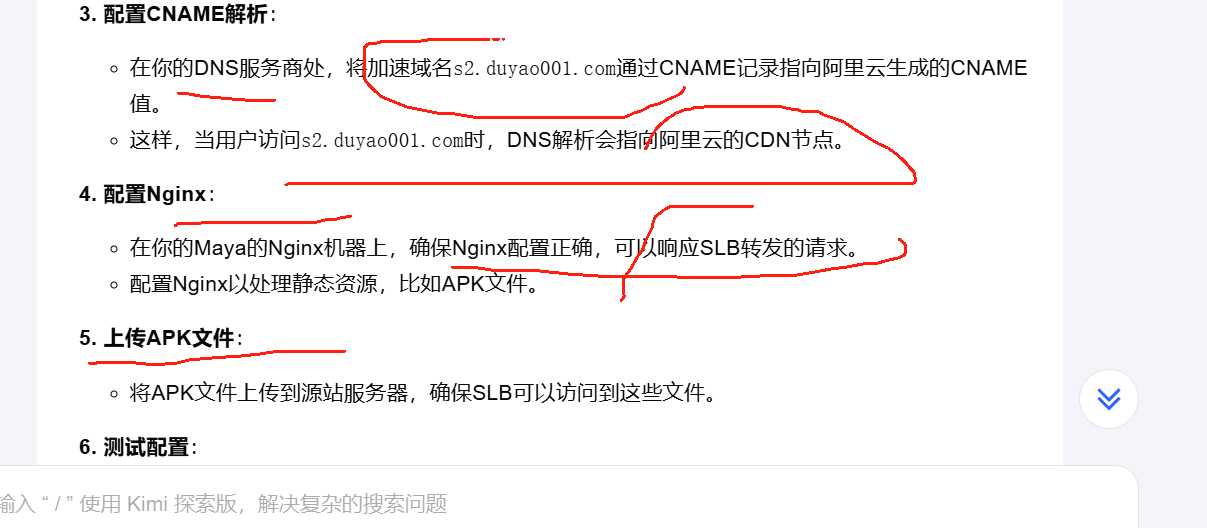 3. 配置CNAME解析：
在你的DNS服务商处，将加速域名s2.duyao001.com通过CNAME记录指向阿里云生成的CNAME
值。
这样，当用户访问s2.duyao001.com时，DNS解析会指向阿里云的CDN节点。
4. 配置Nginx：
在你的Maya的Nginx机器上，确保Nginx配置正确，可以响应SLB转发的请求。
配置Nginx以处理静态资源，比如APK文件。
5. 上传APK文件：
将APK文件上传到源站服务器，确保SLB可以访问到这些文件。
6. 测试配置：
输入 “ / ” 使用 Kimi 探索版，解决复杂的搜索问题